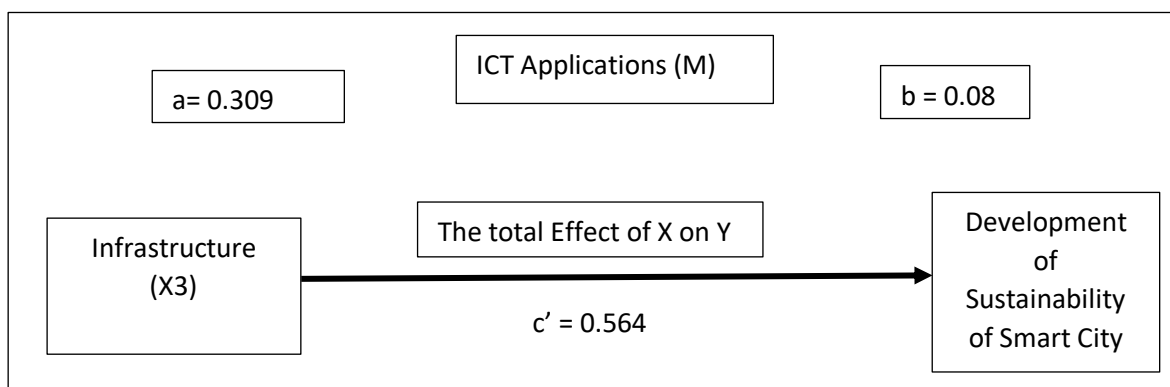 ICT Applications (M)
a= 0.309
b = 0.08
Infrastructure
(X3)
The total Effect of X on Y
c’ = 0.564
Development
of
Sustainability
of Smart City